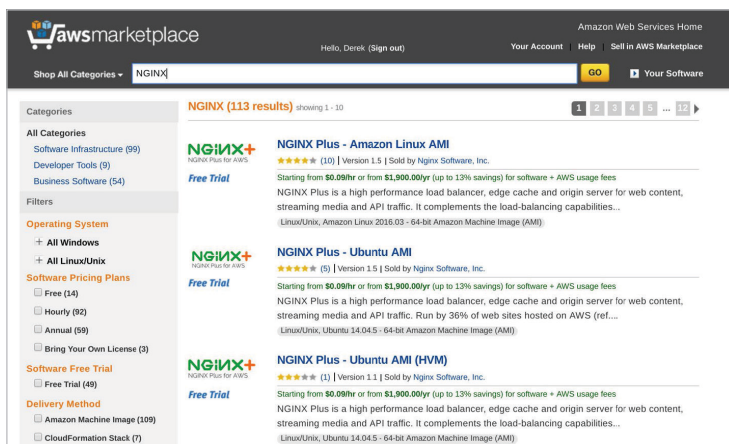 awsmarketplace
Amazon Web Services Home
Hello, Derek (Sign out)
Your Account | Help | Sell in AWS Marketplace
Shop All Categories
NGINX
GO
Your Software
Categories
All Categories
Software Infrastructure (99)
Developer Tools (9)
Business Software (54)
Filters
Operating System
+ All Windows
+ All Linux/Unix
Software Pricing Plans
Free (14)
Hourly (92)
Annual (59)
Bring Your Own License (3)
Software Free Trial
Free Trial (49)
Delivery Method
Amazon Machine Image (109)
CloudFormation Stack (7)
NGINX (113 results) showing 1 - 10
1 2 3 4 5 ... 12
NGINX+
NGINX Plus for AWS
Free Trial
NGINX Plus - Amazon Linux AMI
(10) | Version 1.5 | Sold by Nginx Software, Inc.
Starting from $0.09/hr or from $1,900.00/yr (up to 13% savings) for software + AWS usage fees
NGINX Plus is a high performance load balancer, edge cache and origin server for web content,
streaming media and API traffic. It complements the load-balancing capabilities...
Linux/Unix, Amazon Linux 2016.03 - 64-bit Amazon Machine Image (AMI)
NGINX+
NGINX Plus for AWS
Free Trial
NGINX Plus - Ubuntu AMI
(5) | Version 1.5 | Sold by Nginx Software, Inc.
Starting from $0.09/hr or from $1,900.00/yr (up to 13% savings) for software + AWS usage fees
NGINX Plus is a high performance load balancer, edge cache and origin server for web content,
streaming media and API traffic. Run by 36% of web sites hosted on AWS (ref....
Linux/Unix, Ubuntu 14.04.5 - 64-bit Amazon Machine Image (AMI)
NGINX+
NGINX Plus for AWS
Free Trial
NGINX Plus - Ubuntu AMI (HVM)
(1) | Version 1.1 | Sold by Nginx Software, Inc.
Starting from $0.09/hr or from $1,900.00/yr (up to 13% savings) for software + AWS usage fees
NGINX Plus is a high performance load balancer, edge cache and origin server for web content,
streaming media and API traffic. It complements the load-balancing capabilities...
Linux/Unix, Ubuntu 14.04.5 - 64-bit Amazon Machine Image (AMI)